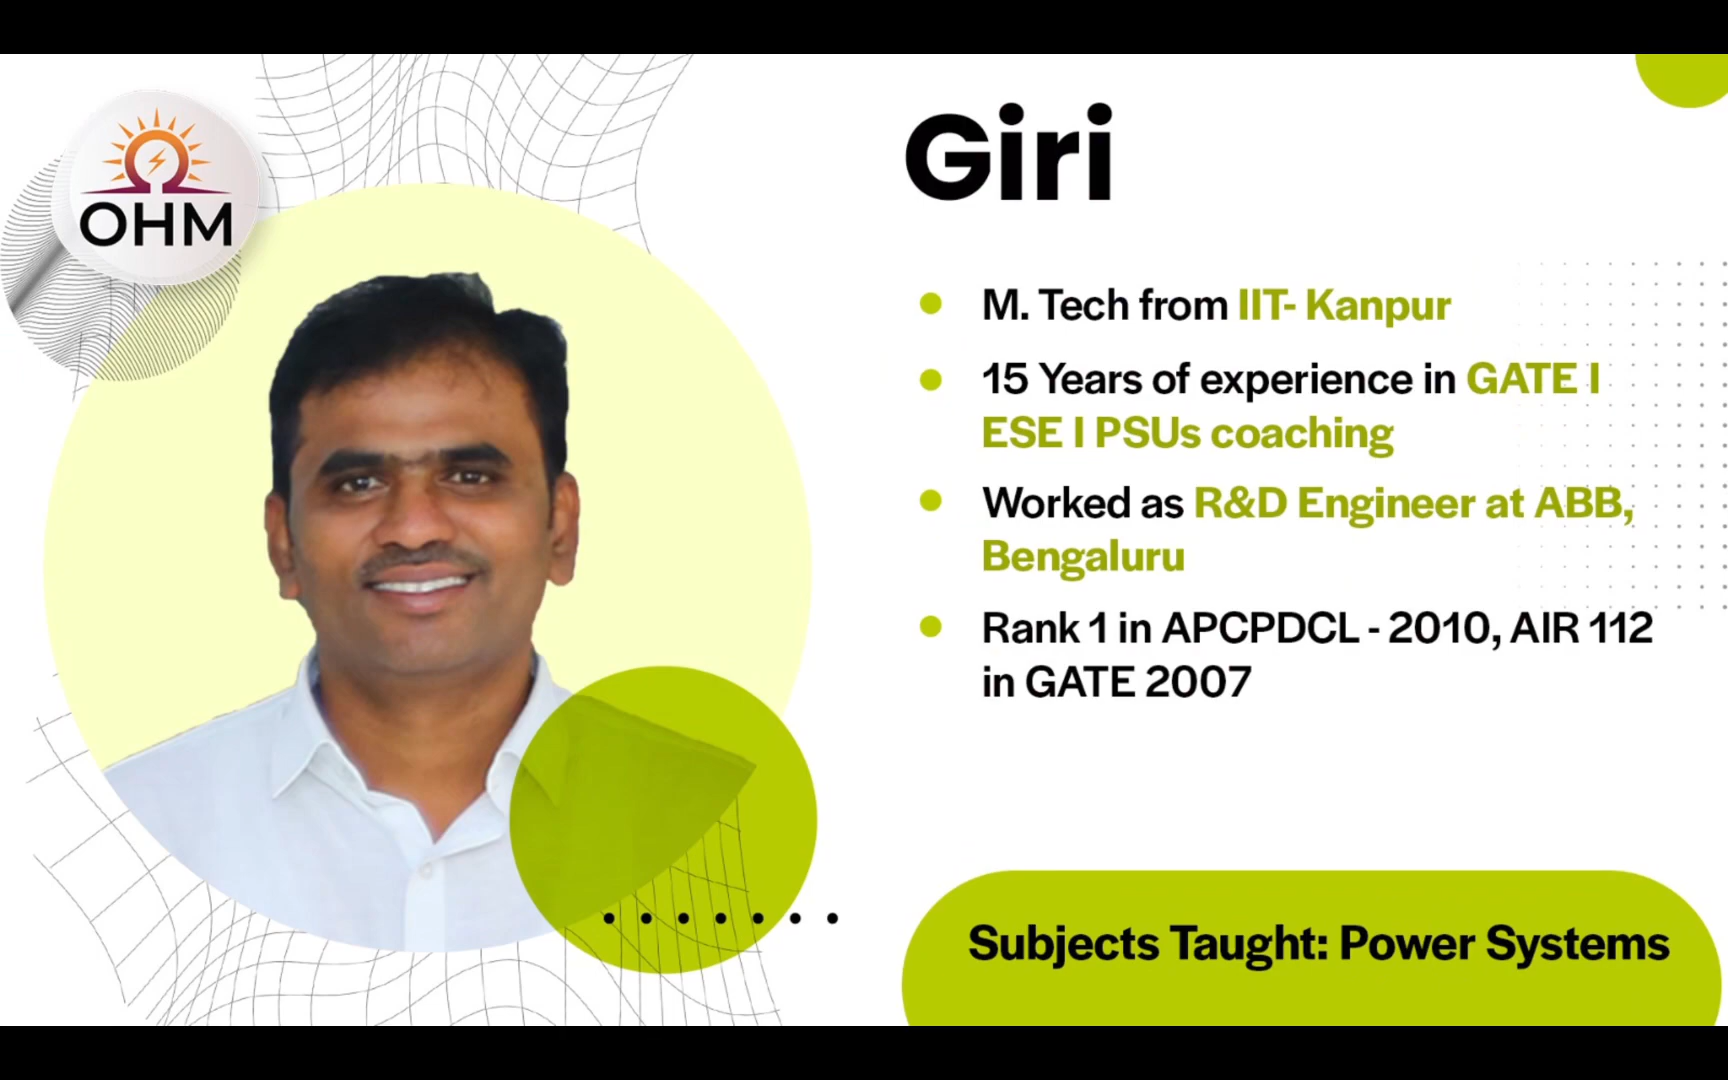 OHM
Giri
M. Tech from IIT- Kanpur
15 Years of experience in GATE I
ESE I PSUs coaching
Worked as R&D Engineer at ABB,
Bengaluru
Rank 1 in APCPDCL - 2010, AIR 112
in GATE 2007
Subjects Taught: Power Systems